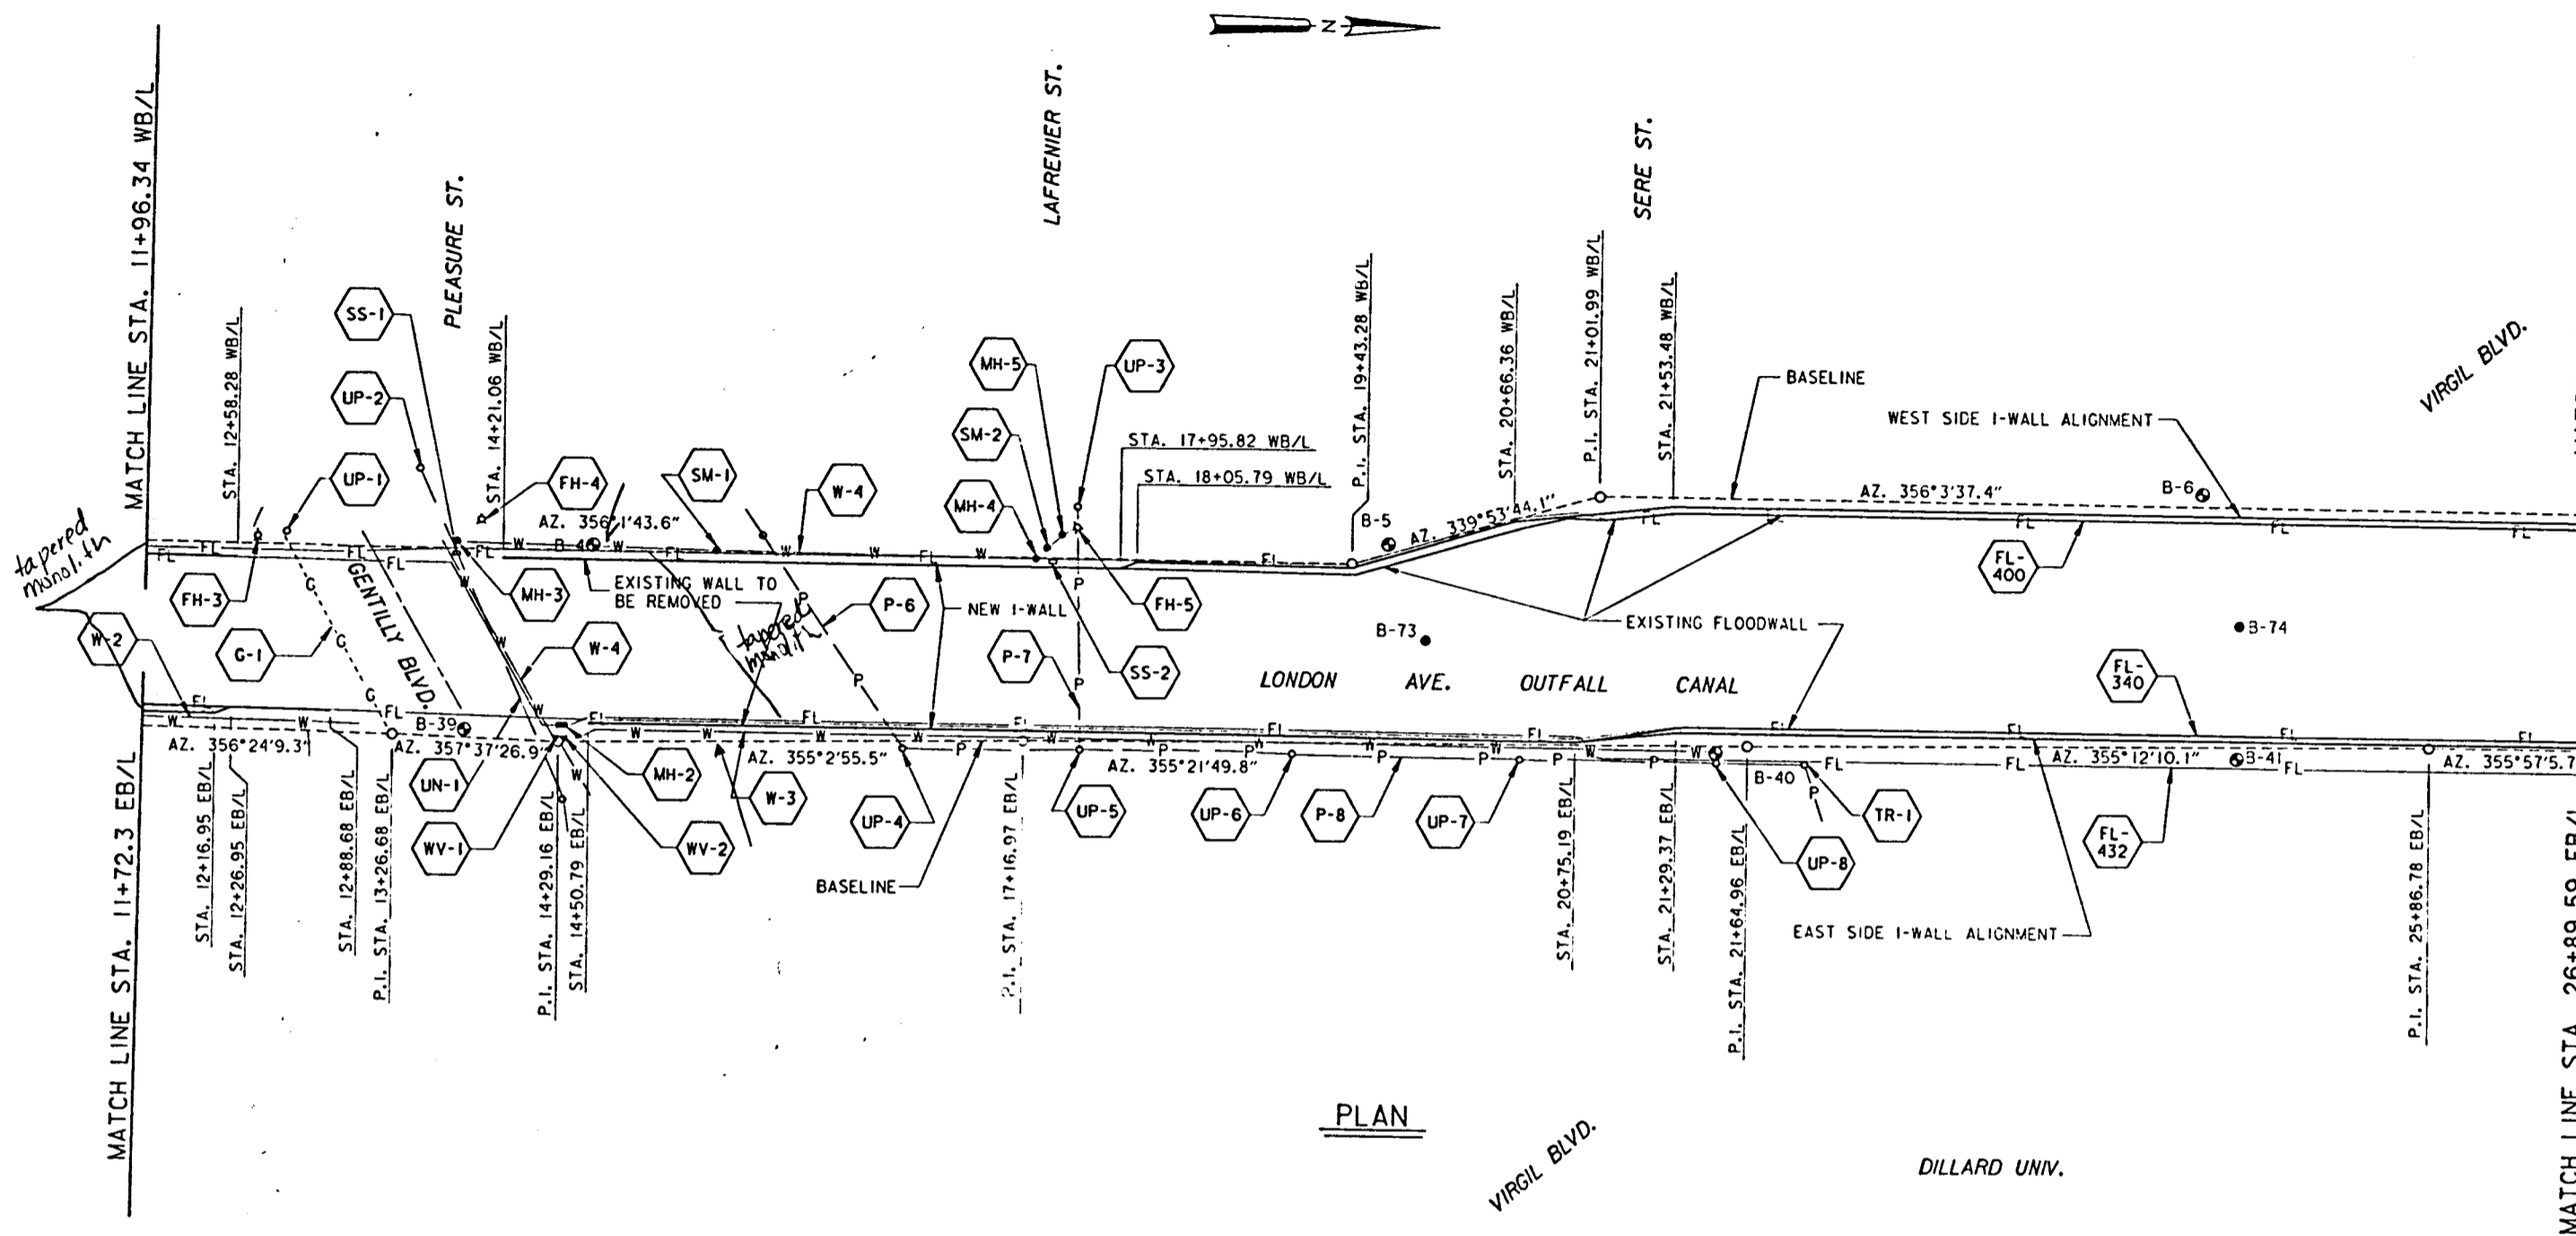 N
MATCH LINE STA. 11+96.34 WB/L
STA. 12+58.28 WB/L
PLEASURE ST.
STA. 14+21.06 WB/L
LAFRENIER ST.
STA. 17+95.82 WB/L
STA. 18+05.79 WB/L
P.I. STA. 19+43.28 WB/L
STA. 20+66.36 WB/L
P.I. STA. 21+01.99 WB/L
SERE ST.
STA. 21+53.48 WB/L
BASELINE
WEST SIDE I-WALL ALIGNMENT
VIRGIL BLVD.
SS-1
UP-2
UP-1
FH-4
SM-1
W-4
MH-5
UP-3
SM-2
MH-4
AZ. 356°1'43.6"
B-4
B-5
AZ. 339°53'44.1"
AZ. 356°3'37.4"
B-6
tapered
monolith
FH-3
W-2
G-1
GENTILLY BLVD.
MH-3
W-4
EXISTING WALL TO
BE REMOVED
tapered
monolith
P-6
NEW I-WALL
P-7
FH-5
SS-2
B-73
EXISTING FLOODWALL
FL-
400
B-74
FL-
340
LONDON AVE. OUTFALL CANAL
AZ. 356°24'9.3"
B-39
AZ. 357°37'26.9"
AZ. 355°2'55.5"
AZ. 355°21'49.8"
B-40
AZ. 355°12'10.1"
B-41
AZ. 355°57'5.7
UN-1
WV-1
MH-2
WV-2
W-3
UP-4
UP-5
UP-6
P-8
UP-7
UP-8
TR-1
FL-
432
BASELINE
EAST SIDE I-WALL ALIGNMENT
MATCH LINE STA. 11+72.3 EB/L
STA. 12+16.95 EB/L
STA. 12+26.95 EB/L
STA. 12+88.68 EB/L
P.I. STA. 13+26.68 EB/L
P.I. STA. 14+29.16 EB/L
STA. 14+50.79 EB/L
P.I. STA. 17+16.97 EB/L
STA. 20+75.19 EB/L
STA. 21+29.37 EB/L
P.I. STA. 21+64.96 EB/L
P.I. STA. 25+86.78 EB/L
MATCH LINE STA. 26+89.59 EB/L
PLAN
VIRGIL BLVD.
DILLARD UNIV.